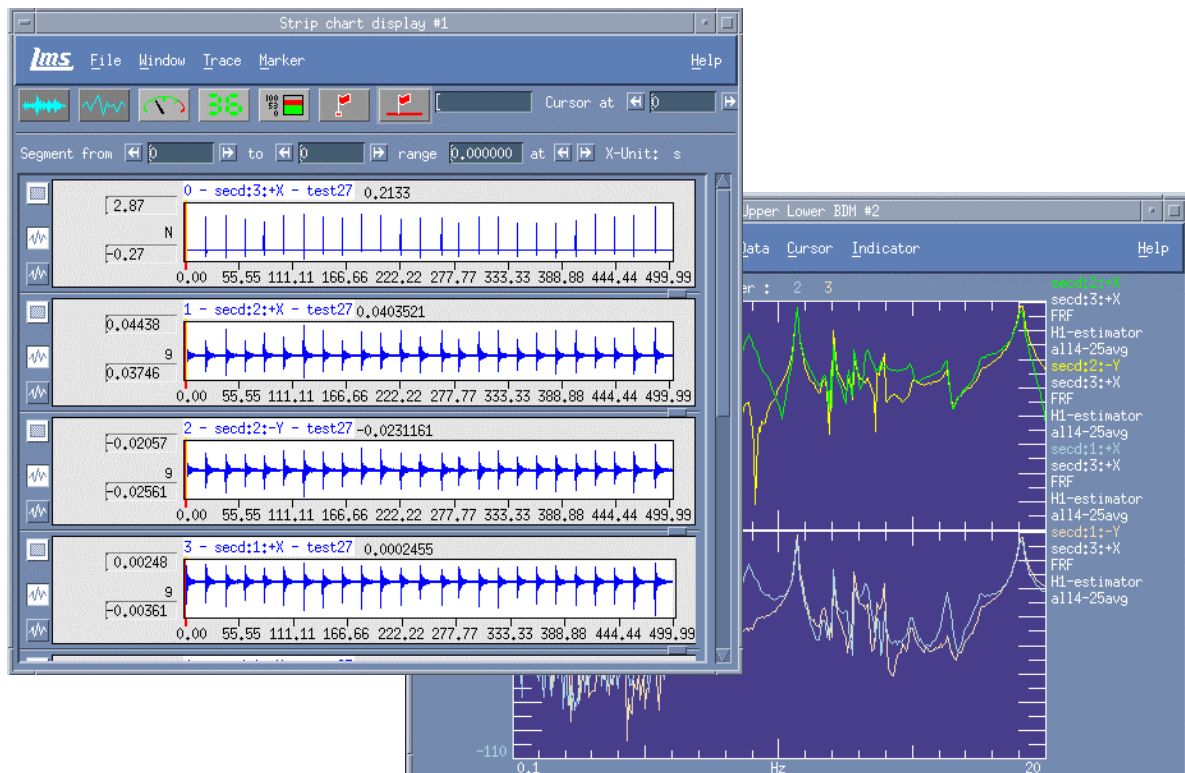 Strip chart display #1
lms File Window Trace Marker Help
36 100 53 0 Cursor at 0
Segment from 0 to 0 range 0.000000 at X-Unit: s
0 - secd:3:+X - test27 0.2133
2.87
N
-0.27
0.00 55.55 111.11 166.66 222.22 277.77 333.33 388.88 444.44 499.99
1 - secd:2:+X - test27 0.0403521
0.04438
g
0.03746
0.00 55.55 111.11 166.66 222.22 277.77 333.33 388.88 444.44 499.99
2 - secd:2:-Y - test27 -0.0231161
-0.02057
g
-0.02561
0.00 55.55 111.11 166.66 222.22 277.77 333.33 388.88 444.44 499.99
3 - secd:1:+X - test27 0.0002455
0.00248
g
-0.00361
0.00 55.55 111.11 166.66 222.22 277.77 333.33 388.88 444.44 499.99
Upper Lower BDM #2
Data Cursor Indicator Help
er : 2 3
secd:2:+X
secd:3:+X
FRF
H1-estimator
all4-25avg
secd:2:-Y
secd:3:+X
FRF
H1-estimator
all4-25avg
secd:1:+X
secd:3:+X
FRF
H1-estimator
all4-25avg
secd:1:-Y
secd:3:+X
FRF
H1-estimator
all4-25avg
-110
0.1 Hz 20